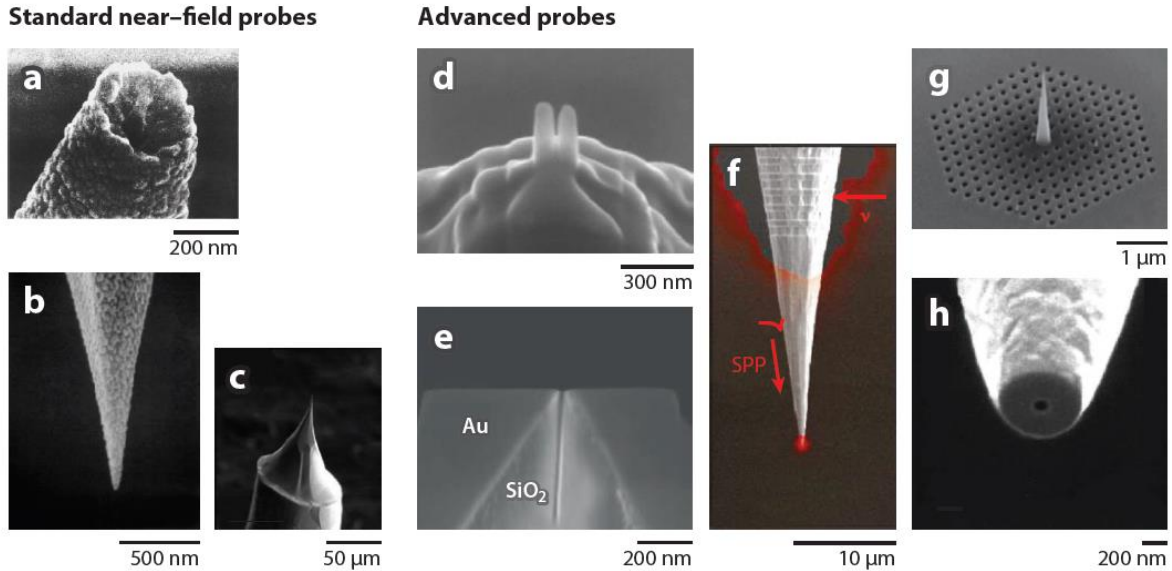 Standard near–field probes
Advanced probes
a
200 nm
b
500 nm
c
50 µm
d
300 nm
e
Au
SiO₂
200 nm
f
ν
SPP
10 µm
g
1 µm
h
200 nm